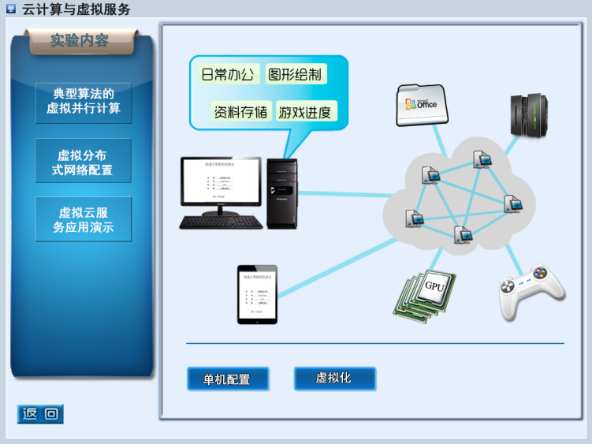 云计算与虚拟服务
实验内容
典型算法的
虚拟并行计算
虚拟分布
式网络配置
虚拟云服
务应用演示
返 回
日常办公 图形绘制
资料存储 游戏进度
Office
GPU
单机配置 虚拟化